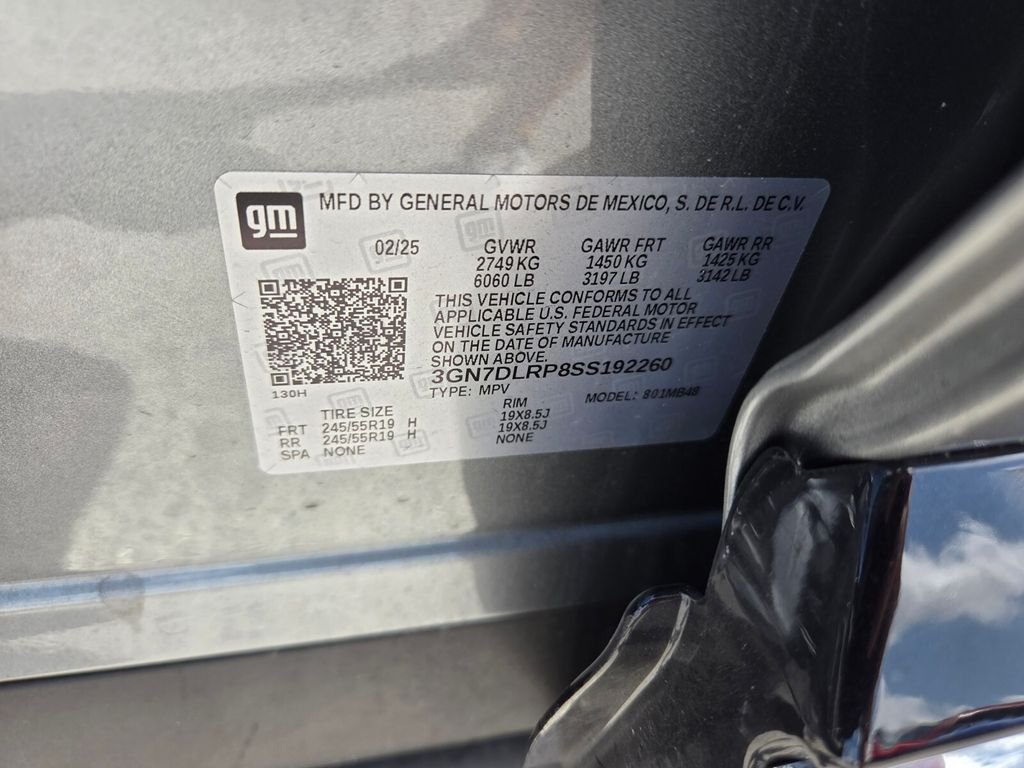 gm
MFD BY GENERAL MOTORS DE MEXICO, S. DE R.L. DE C.V.
02/25 GVWR GAWR FRT GAWR RR
2749 KG 1450 KG 1425 KG
6060 LB 3197 LB 3142 LB
THIS VEHICLE CONFORMS TO ALL
APPLICABLE U.S. FEDERAL MOTOR
VEHICLE SAFETY STANDARDS IN EFFECT
ON THE DATE OF MANUFACTURE
SHOWN ABOVE.
3GN7DLRP8SS192260
130H TYPE: MPV MODEL: 801MB48
TIRE SIZE RIM
FRT 245/55R19 H 19X8.5J
RR 245/55R19 H 19X8.5J
SPA NONE NONE